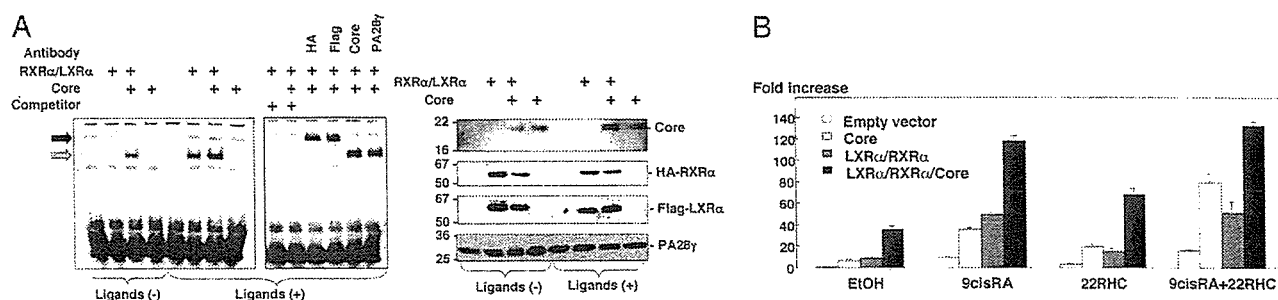 A
Antibody
HA
Flag
Core
PA28γ
RXRα/LXRα
+ + + + + + + + + +
Core
+ + + + + + + + +
Competitor
+ +
Ligands (-)
Ligands (+)
RXRα/LXRα
+ + + +
Core
+ + + +
22
16
Core
67
50
HA-RXRα
67
50
Flag-LXRα
36
25
PA28γ
Ligands (-)
Ligands (+)
B
Fold increase
140
120
100
80
60
40
20
0
Empty vector
Core
LXRα/RXRα
LXRα/RXRα/Core
EtOH
9cisRA
22RHC
9cisRA+22RHC